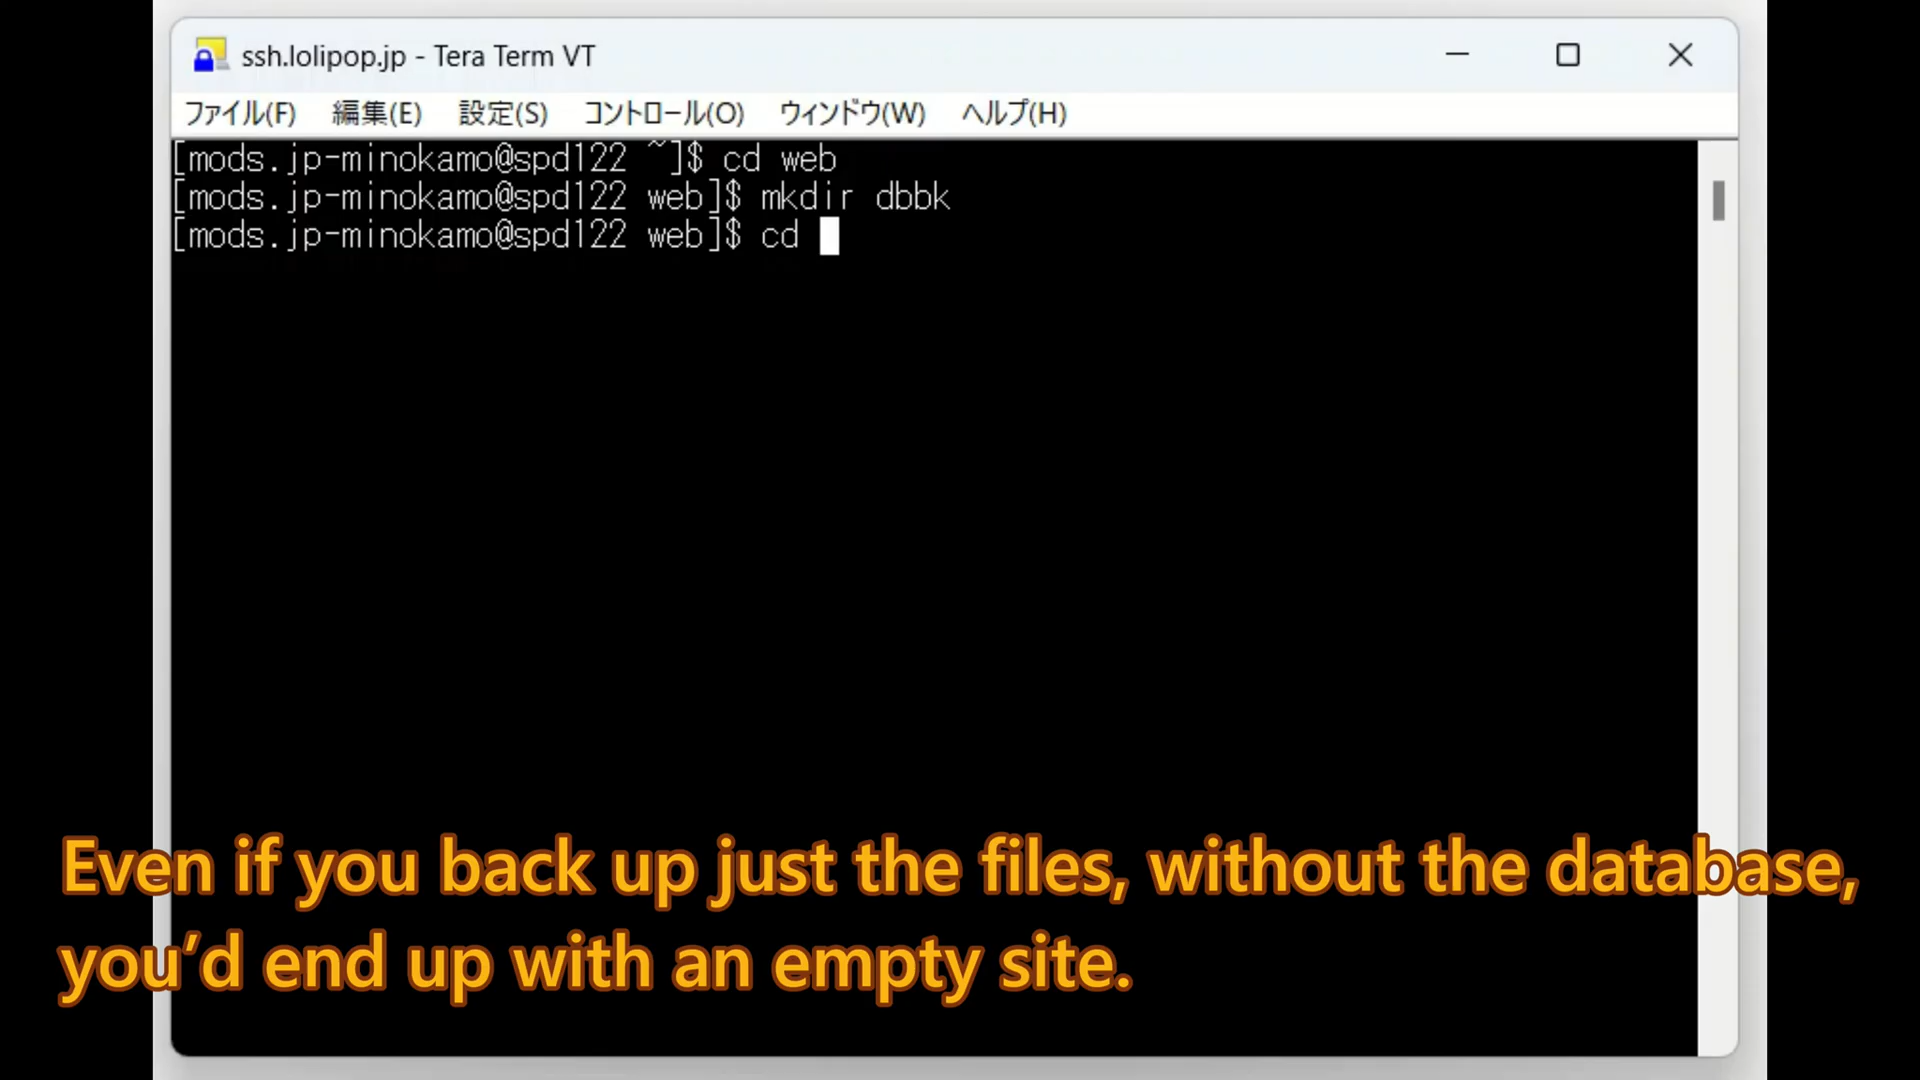 ssh.lolipop.jp - Tera Term VT
ファイル(F) 編集(E) 設定(S) コントロール(O) ウィンドウ(W) ヘルプ(H)
[mods.jp-minokamo@spd122 ~]$ cd web
[mods.jp-minokamo@spd122 web]$ mkdir dbbk
[mods.jp-minokamo@spd122 web]$ cd
Even if you back up just the files, without the database,
you’d end up with an empty site.